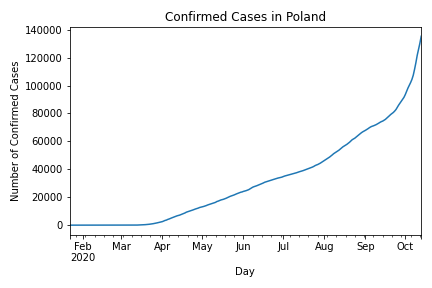 Confirmed Cases in Poland
140000
120000
100000
80000
60000
40000
20000
0
Number of Confirmed Cases
Feb Mar Apr May Jun Jul Aug Sep Oct
2020
Day